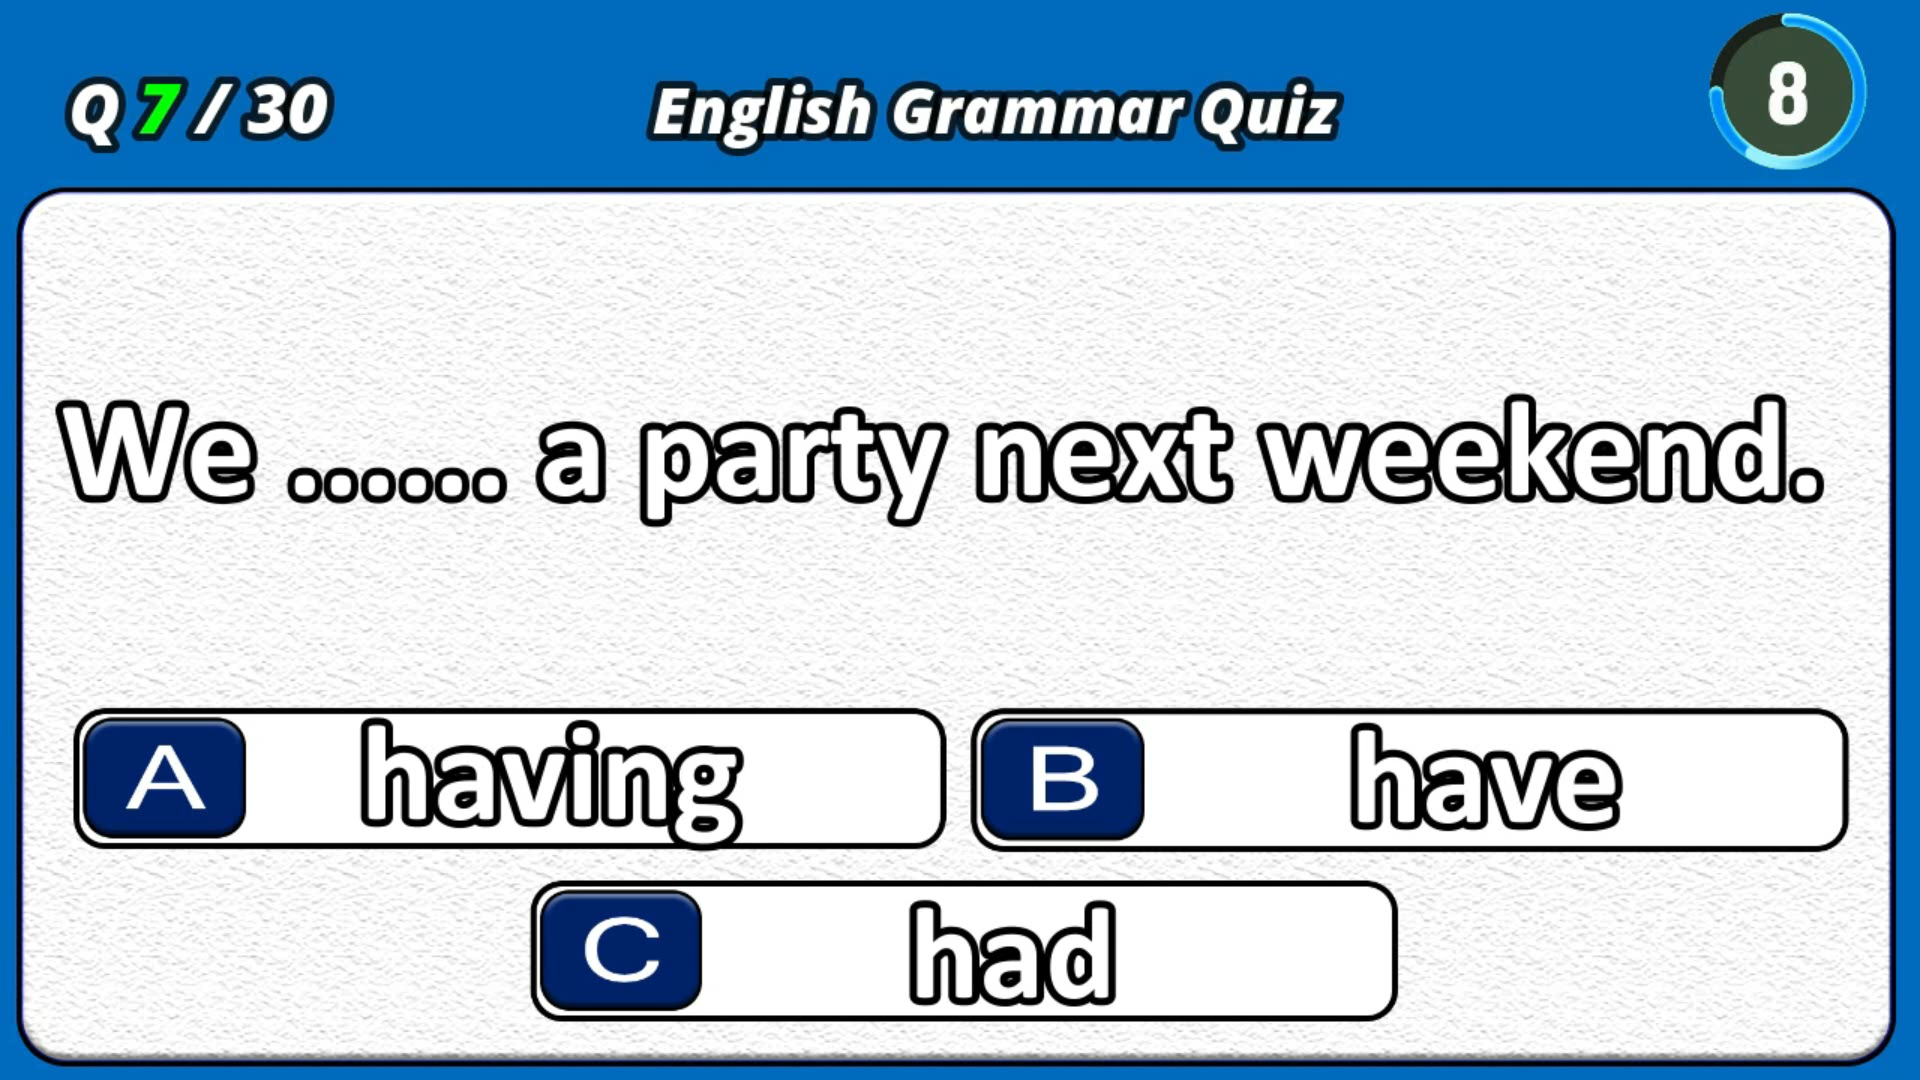 Q 7 / 30
English Grammar Quiz
8
We ...... a party next weekend.
A having
B have
C had